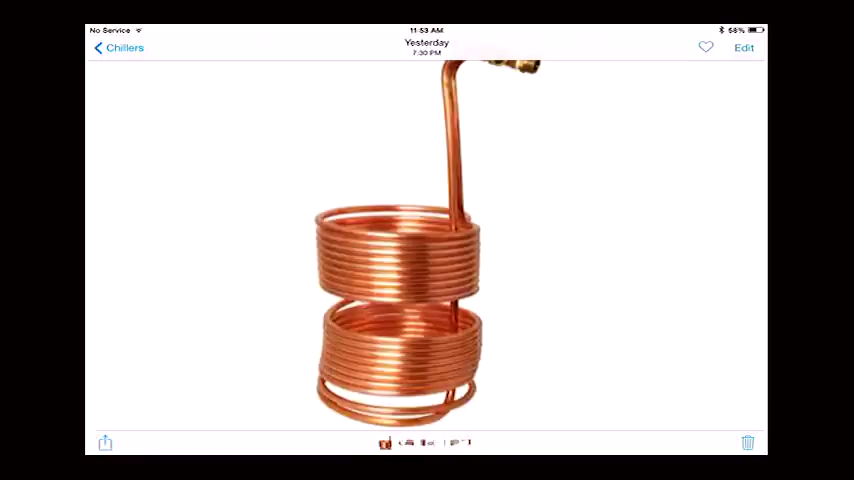 No Service
11:53 AM
58%
Chillers
Yesterday
7:30 PM
Edit